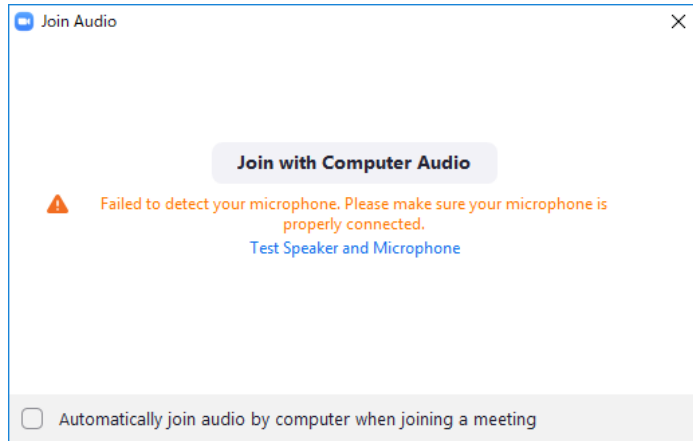 Join Audio
Join with Computer Audio
Failed to detect your microphone. Please make sure your microphone is
properly connected.
Test Speaker and Microphone
Automatically join audio by computer when joining a meeting